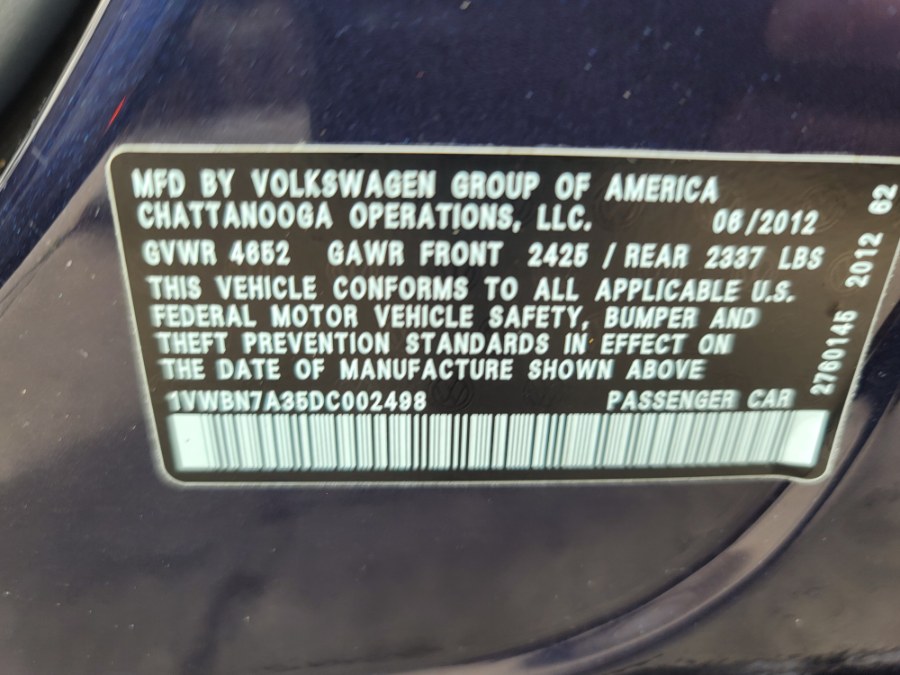 MFD BY VOLKSWAGEN GROUP OF AMERICA
CHATTANOOGA OPERATIONS, LLC. 06/2012
GVWR 4652 GAWR FRONT 2425 / REAR 2337 LBS
THIS VEHICLE CONFORMS TO ALL APPLICABLE U.S.
FEDERAL MOTOR VEHICLE SAFETY, BUMPER AND
THEFT PREVENTION STANDARDS IN EFFECT ON
THE DATE OF MANUFACTURE SHOWN ABOVE
1VWBN7A35DC002498 PASSENGER CAR
2760145 2012 62